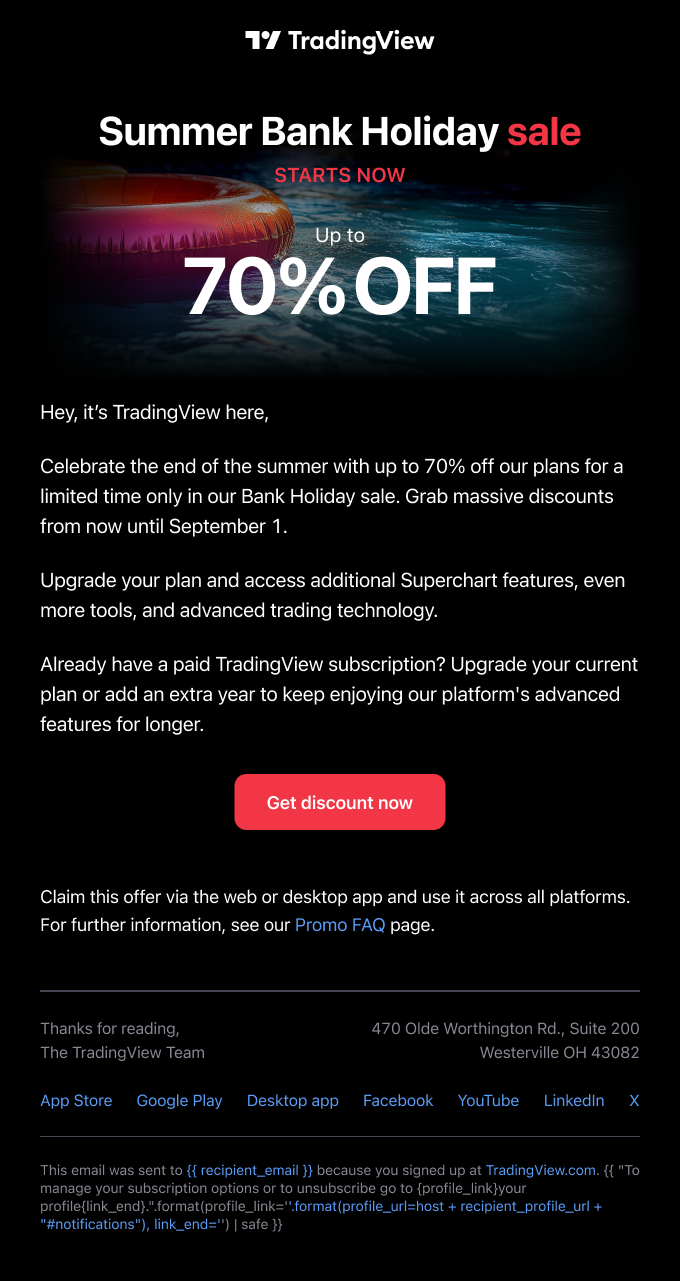 TradingView
Summer Bank Holiday sale
STARTS NOW
Up to
70% OFF
Hey, it’s TradingView here,
Celebrate the end of the summer with up to 70% off our plans for a
limited time only in our Bank Holiday sale. Grab massive discounts
from now until September 1.
Upgrade your plan and access additional Superchart features, even
more tools, and advanced trading technology.
Already have a paid TradingView subscription? Upgrade your current
plan or add an extra year to keep enjoying our platform's advanced
features for longer.
Get discount now
Claim this offer via the web or desktop app and use it across all platforms.
For further information, see our Promo FAQ page.
Thanks for reading,
The TradingView Team
470 Olde Worthington Rd., Suite 200
Westerville OH 43082
App Store Google Play Desktop app Facebook YouTube LinkedIn X
This email was sent to {{ recipient_email }} because you signed up at TradingView.com. {{ "To
manage your subscription options or to unsubscribe go to {profile_link}your
profile{link_end}.".format(profile_link=''.format(profile_url=host + recipient_profile_url +
"#notifications"), link_end='') | safe }}